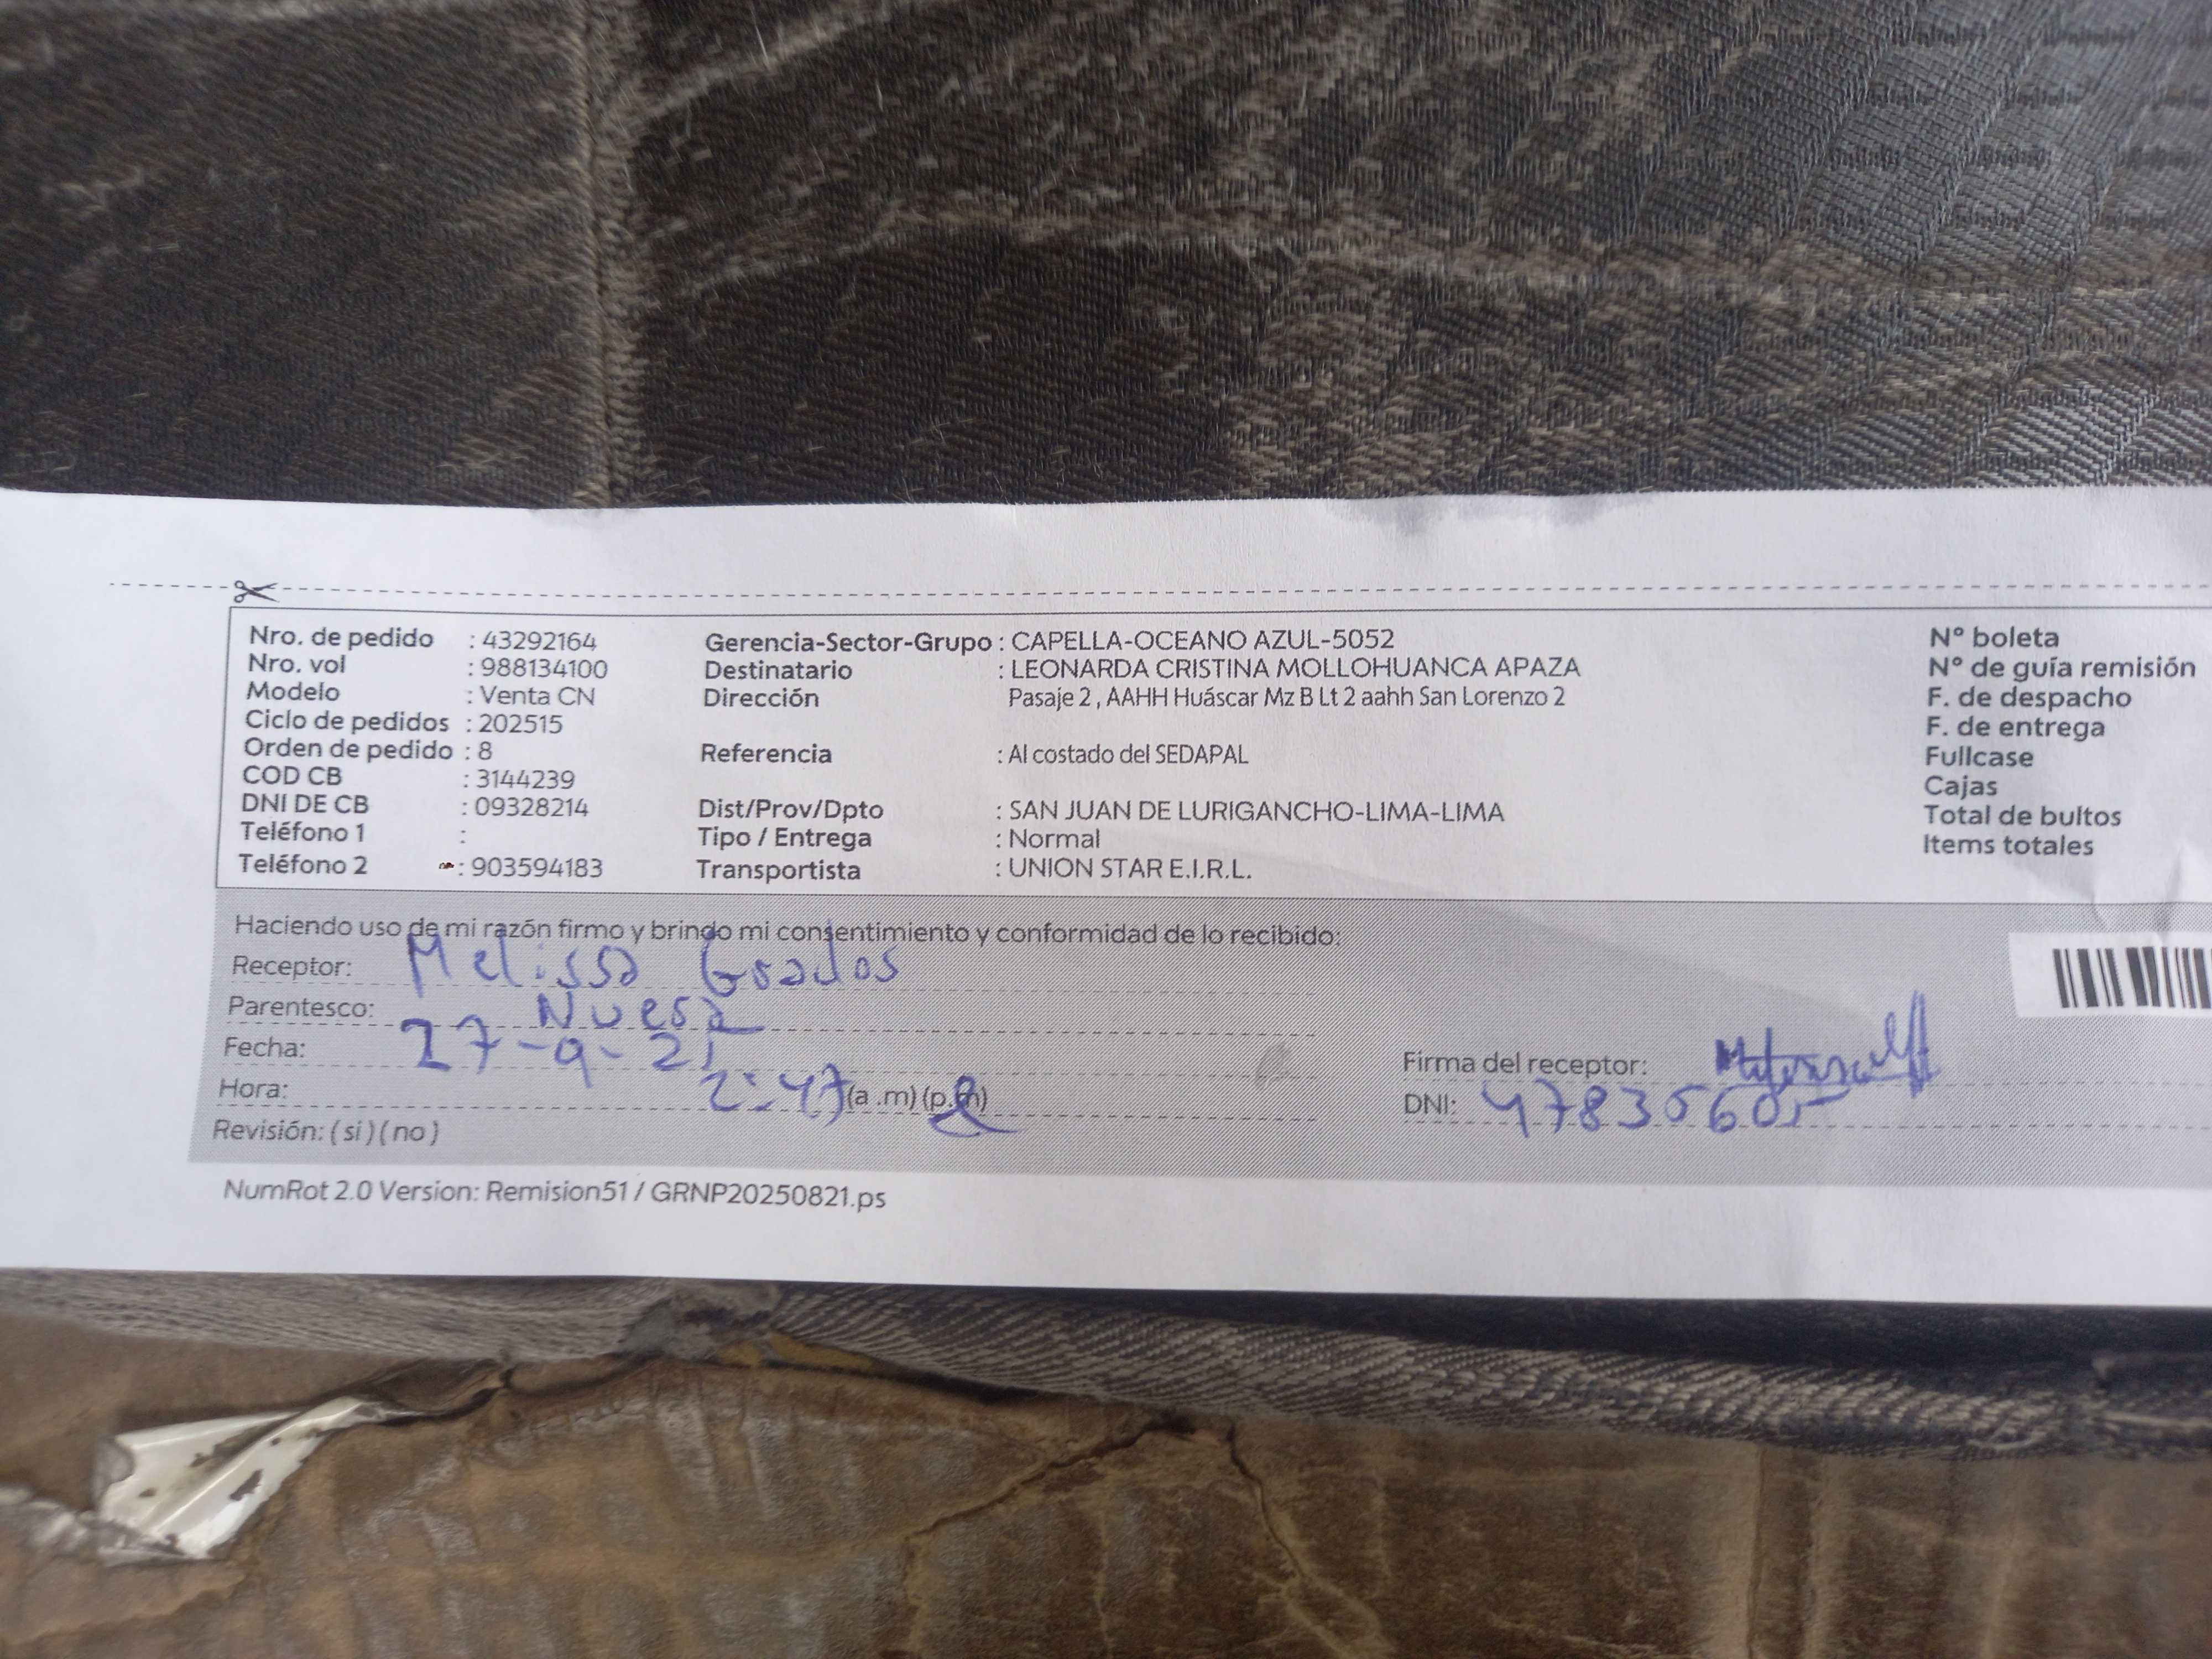 Nro. de pedido : 43292164 Gerencia-Sector-Grupo : CAPELLA-OCEANO AZUL-5052 N° boleta
Nro. vol : 988134100 Destinatario : LEONARDA CRISTINA MOLLOHUANCA APAZA N° de guía remisión
Modelo : Venta CN Dirección Pasaje 2 , AAHH Huáscar Mz B Lt 2 aahh San Lorenzo 2 F. de despacho
Ciclo de pedidos : 202515 F. de entrega
Orden de pedido : 8 Referencia : Al costado del SEDAPAL Fullcase
COD CB : 3144239 Cajas
DNI DE CB : 09328214 Dist/Prov/Dpto : SAN JUAN DE LURIGANCHO-LIMA-LIMA Total de bultos
Teléfono 1 : Tipo / Entrega : Normal Items totales
Teléfono 2 : 903594183 Transportista : UNION STAR E.I.R.L.
Haciendo uso de mi razón firmo y brindo mi consentimiento y conformidad de lo recibido:
Receptor: Melissa Grados
Parentesco: Nuera
Fecha: 27-9-25
Hora: 2:47 (a .m) (p.m)
Firma del receptor:
DNI: 47835605
Revisión: ( si ) ( no )
NumRot 2.0 Version: Remision51 / GRNP20250821.ps